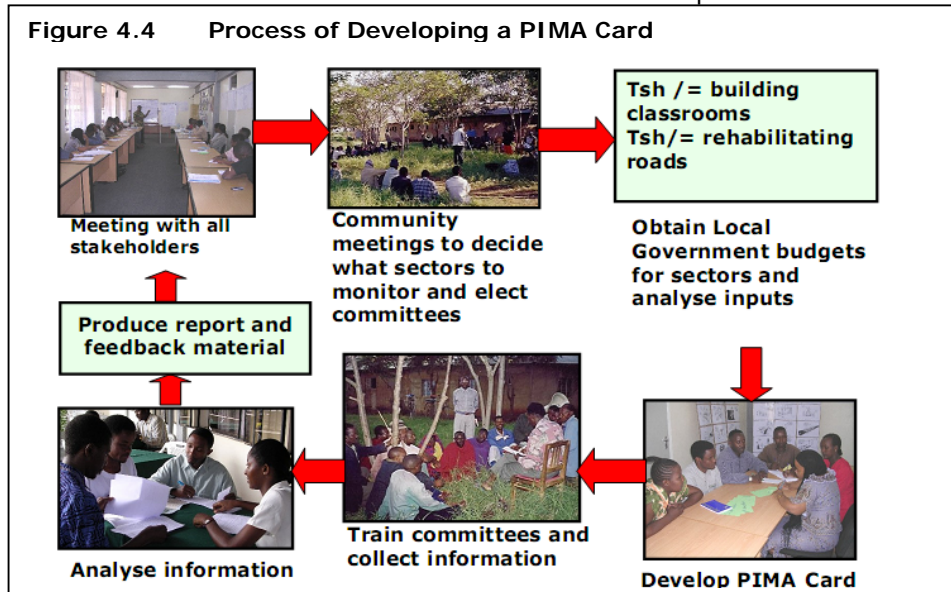 Figure 4.4 Process of Developing a PIMA Card
Meeting with all
stakeholders
Community
meetings to decide
what sectors to
monitor and elect
committees
Tsh /= building
classrooms
Tsh/= rehabilitating
roads
Obtain Local
Government budgets
for sectors and
analyse inputs
Develop PIMA Card
Train committees and
collect information
Analyse information
Produce report and
feedback material